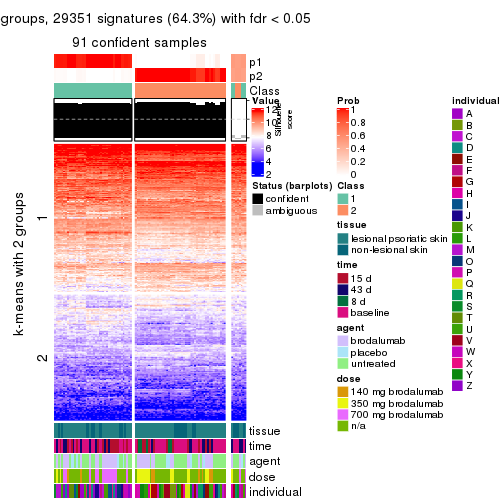 groups, 29351 signatures (64.3%) with fdr < 0.05
91 confident samples
p1
p2
Class
Silhouette
score
k-means with 2 groups
1
2
tissue
time
agent
dose
individual
Value
12
10
8
6
4
2
Status (barplots)
confident
ambiguous
Prob
1
0.8
0.6
0.4
0.2
0
Class
1
2
tissue
lesional psoriatic skin
non-lesional skin
time
15 d
43 d
8 d
baseline
agent
brodalumab
placebo
untreated
dose
140 mg brodalumab
350 mg brodalumab
700 mg brodalumab
n/a
individual
A
B
C
D
E
F
G
H
I
J
K
L
M
O
P
Q
R
S
T
U
V
W
X
Y
Z